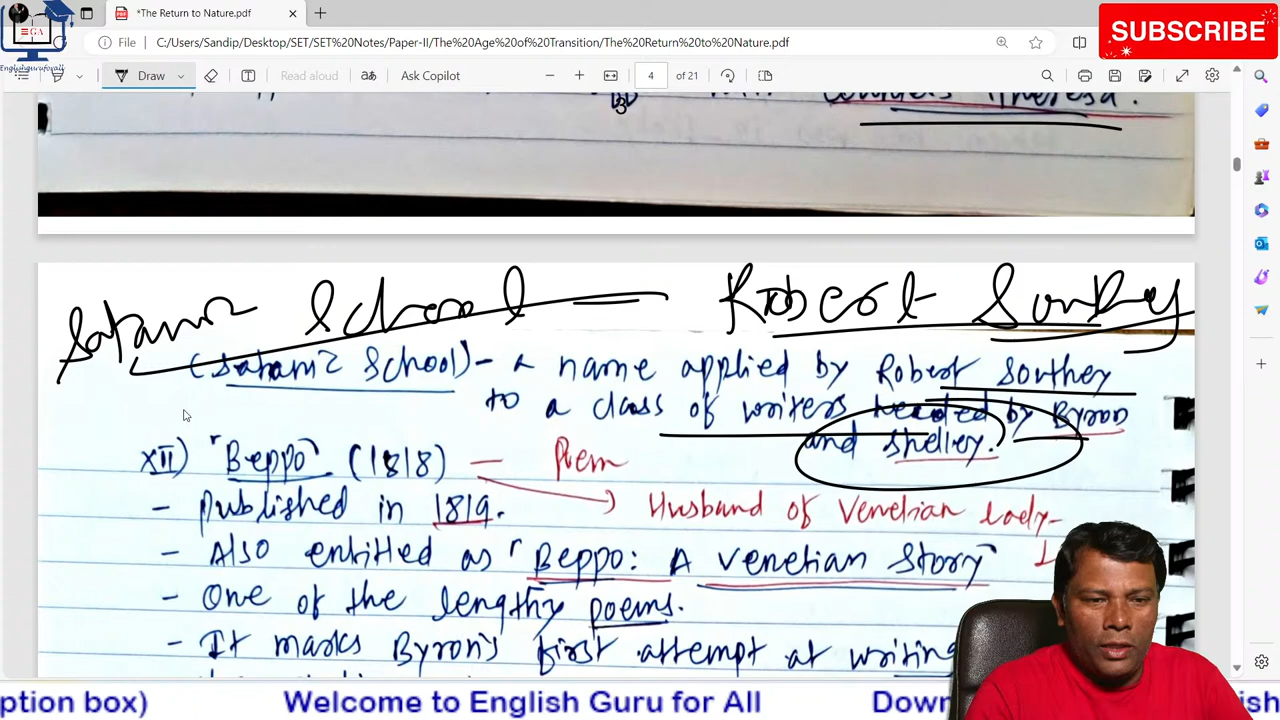 *The Return to Nature.pdf
SUBSCRIBE
EGA
Englishguruforall
File
C:/Users/Sandip/Desktop/SET/SET%20Notes/Paper-II/The%20Age%20of%20Transition/The%20Return%20to%20Nature.pdf
Draw
Read aloud
Ask Copilot
4
of 21
Theresa.
Satanic School — Robert Southey
(Satanic School) - a name applied by Robert Southey
to a class of writers headed by Byron
and Shelley.
XII) "Beppo" (1818) — Poem
- Published in 1819. Husband of Venetian lady-
- Also entitled as "Beppo: A Venetian Story"
- One of the lengthy poems.
- It marks Byron's first attempt at writing
ption box)
Welcome to English Guru for All
Down
ish